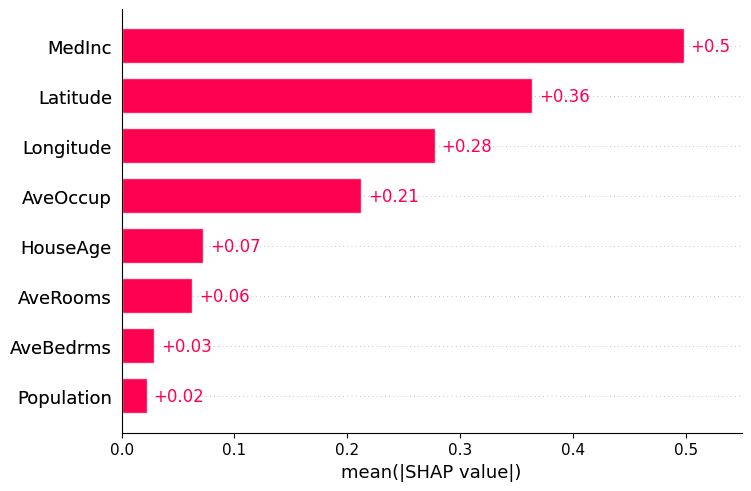 MedInc +0.5
Latitude +0.36
Longitude +0.28
AveOccup +0.21
HouseAge +0.07
AveRooms +0.06
AveBedrms +0.03
Population +0.02
0.0 0.1 0.2 0.3 0.4 0.5
mean(|SHAP value|)